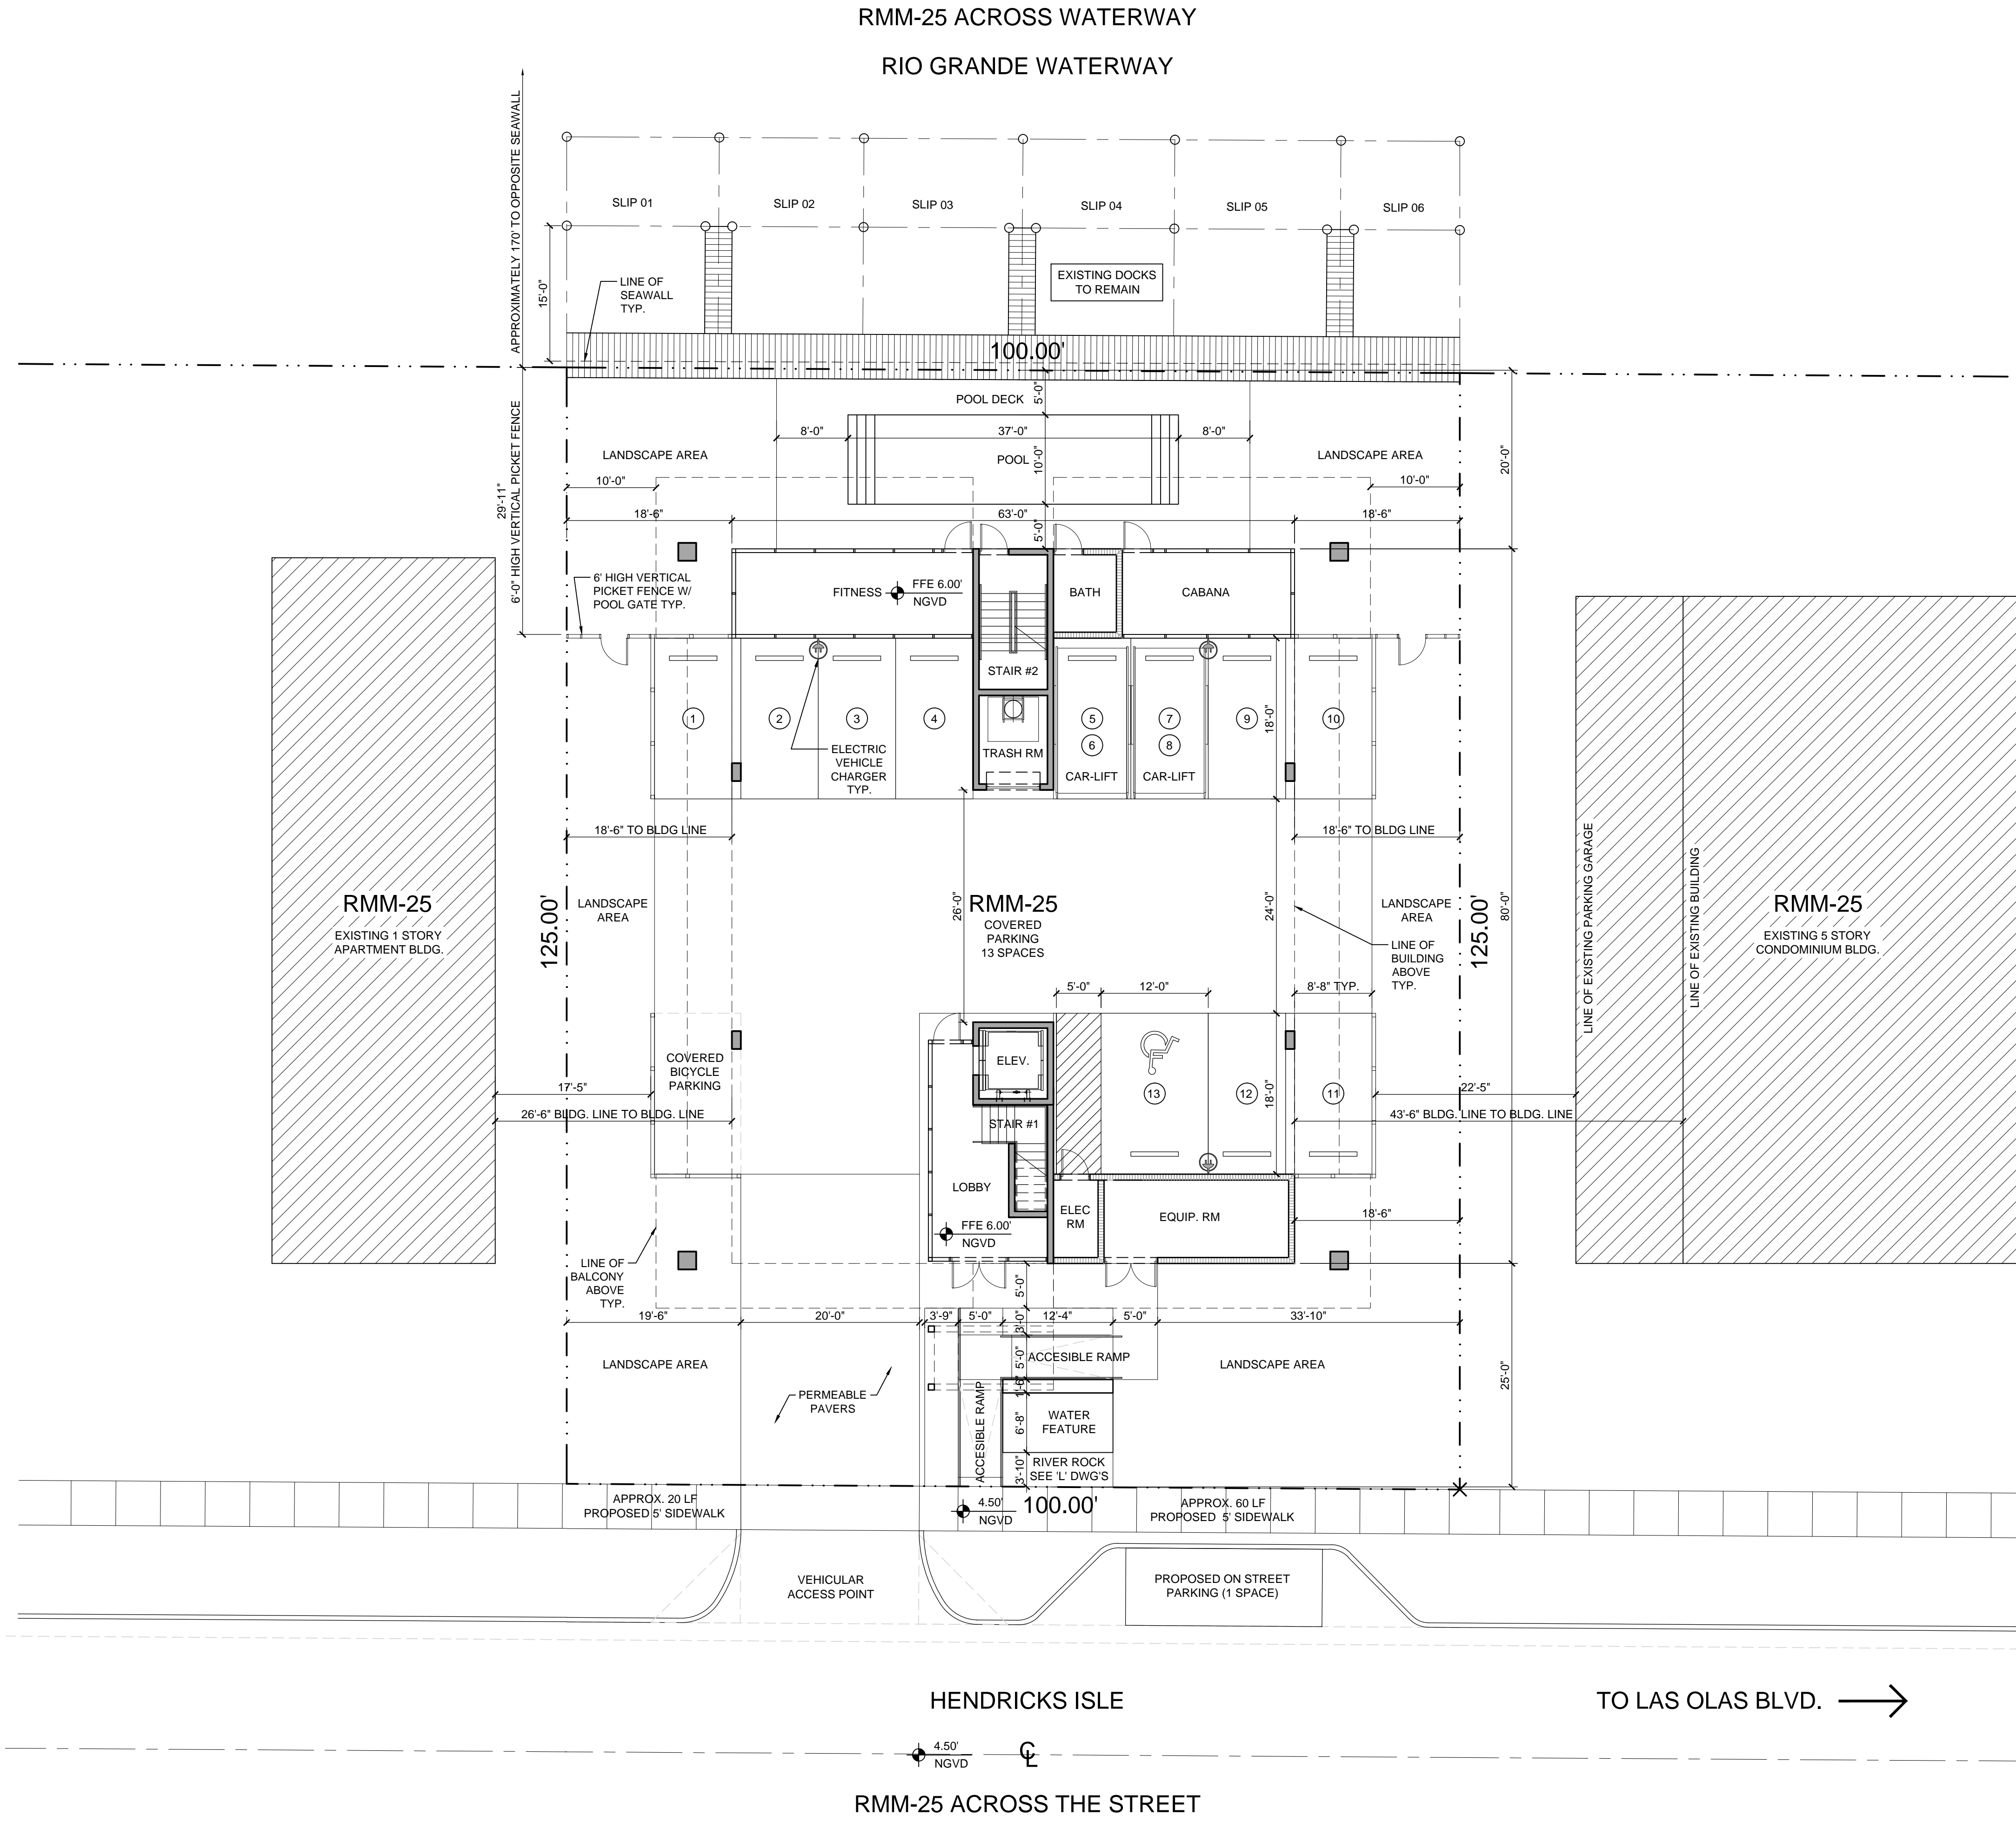 RMM-25 ACROSS WATERWAY
RIO GRANDE WATERWAY
APPROXIMATELY 170' TO OPPOSITE SEAWALL
SLIP 01
SLIP 02
SLIP 03
SLIP 04
SLIP 05
SLIP 06
15'-0"
LINE OF
SEAWALL
TYP.
EXISTING DOCKS
TO REMAIN
100.00'
POOL DECK
5'-0"
8'-0"
37'-0"
8'-0"
LANDSCAPE AREA
POOL
10'-0"
LANDSCAPE AREA
20'-0"
29'-11"
6'-0" HIGH VERTICAL PICKET FENCE
10'-0"
10'-0"
18'-6"
63'-0"
18'-6"
5'-0"
6' HIGH VERTICAL
PICKET FENCE W/
POOL GATE TYP.
FITNESS
FFE 6.00'
NGVD
BATH
CABANA
STAIR #2
1
2
3
4
5
6
7
8
9
10
18'-0"
TRASH RM
CAR-LIFT
CAR-LIFT
ELECTRIC
VEHICLE
CHARGER
TYP.
18'-6" TO BLDG LINE
18'-6" TO BLDG LINE
LINE OF EXISTING PARKING GARAGE
LINE OF EXISTING BUILDING
RMM-25
EXISTING 1 STORY
APARTMENT BLDG.
125.00'
LANDSCAPE
AREA
26'-0"
RMM-25
COVERED
PARKING
13 SPACES
24'-0"
LANDSCAPE
AREA
125.00'
80'-0"
RMM-25
EXISTING 5 STORY
CONDOMINIUM BLDG.
LINE OF
BUILDING
ABOVE
TYP.
5'-0"
12'-0"
8'-8" TYP.
COVERED
BICYCLE
PARKING
ELEV.
13
12
11
18'-0"
17'-5"
22'-5"
26'-6" BLDG. LINE TO BLDG. LINE
43'-6" BLDG. LINE TO BLDG. LINE
STAIR #1
LOBBY
FFE 6.00'
NGVD
ELEC
RM
EQUIP. RM
18'-6"
LINE OF
BALCONY
ABOVE
TYP.
5'-0"
19'-6"
20'-0"
3'-9"
5'-0"
12'-4"
5'-0"
33'-10"
3'-0"
LANDSCAPE AREA
5'-0"
ACCESIBLE RAMP
LANDSCAPE AREA
25'-0"
1'-6"
PERMEABLE
PAVERS
ACCESIBLE RAMP
6'-8"
WATER
FEATURE
3'-10"
RIVER ROCK
SEE 'L' DWG'S
APPROX. 20 LF
PROPOSED 5' SIDEWALK
4.50'
NGVD
100.00'
APPROX. 60 LF
PROPOSED 5' SIDEWALK
VEHICULAR
ACCESS POINT
PROPOSED ON STREET
PARKING (1 SPACE)
HENDRICKS ISLE
TO LAS OLAS BLVD.
4.50'
NGVD
CL
RMM-25 ACROSS THE STREET